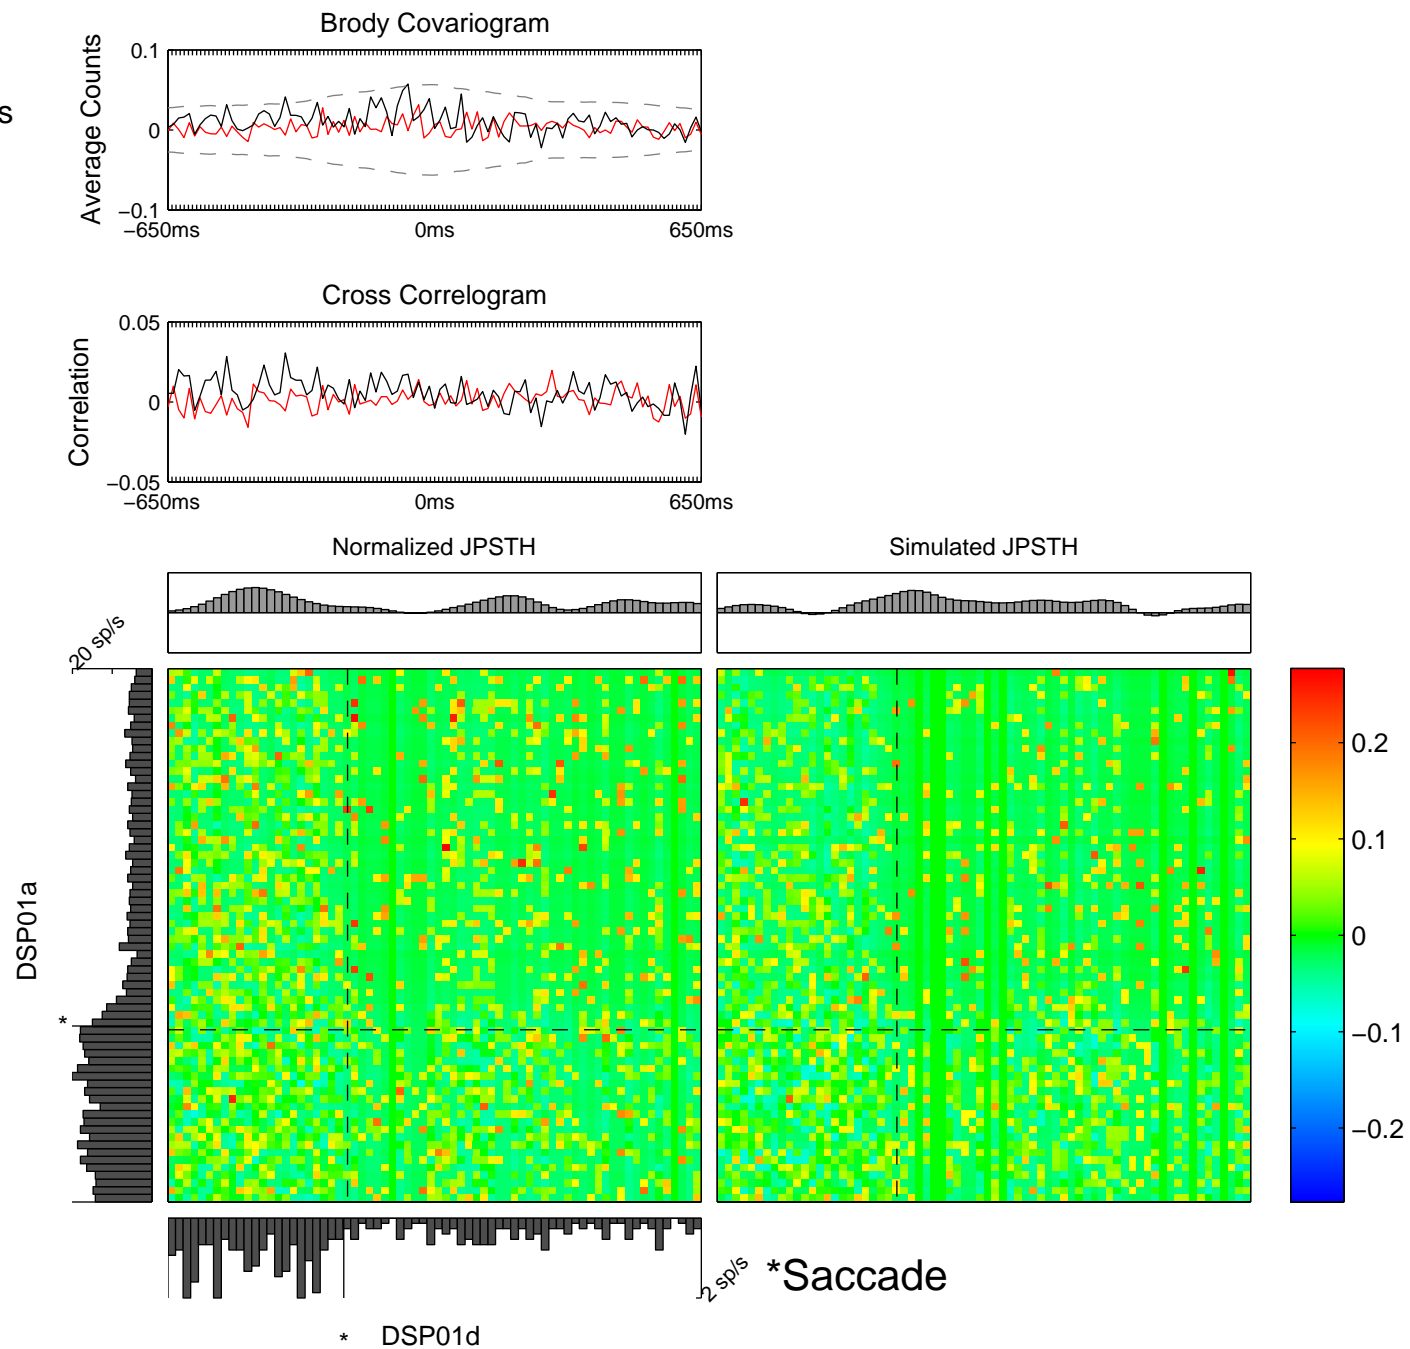 Brody Covariogram
s
Average Counts
0.1
0
−0.1
−650ms 0ms 650ms
Cross Correlogram
Correlation
0.05
0
−0.05
−650ms 0ms 650ms
Normalized JPSTH
Simulated JPSTH
20 sp/s
DSP01a
*
0.2
0.1
0
−0.1
−0.2
2 sp/s
*Saccade
* DSP01d